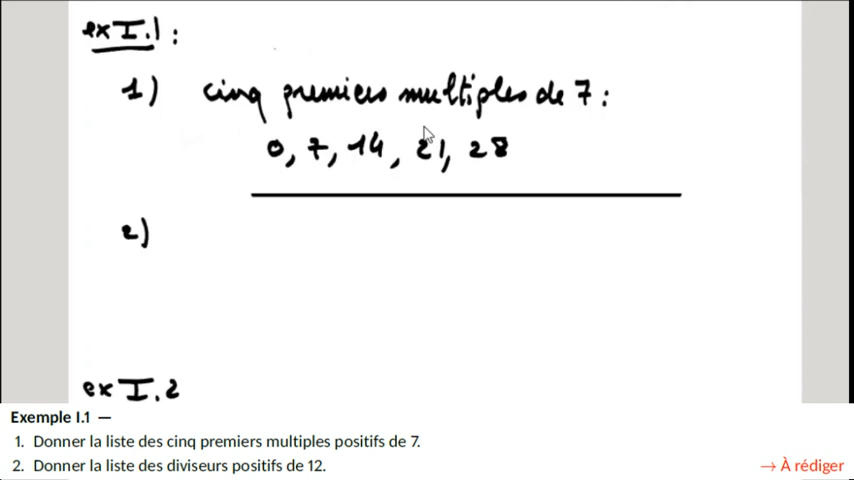 ex I.1 :
1) cinq premiers multiples de 7 :
0, 7, 14, 21, 28
2)
ex I.2
Exemple I.1 —
1. Donner la liste des cinq premiers multiples positifs de 7.
2. Donner la liste des diviseurs positifs de 12.
→ À rédiger